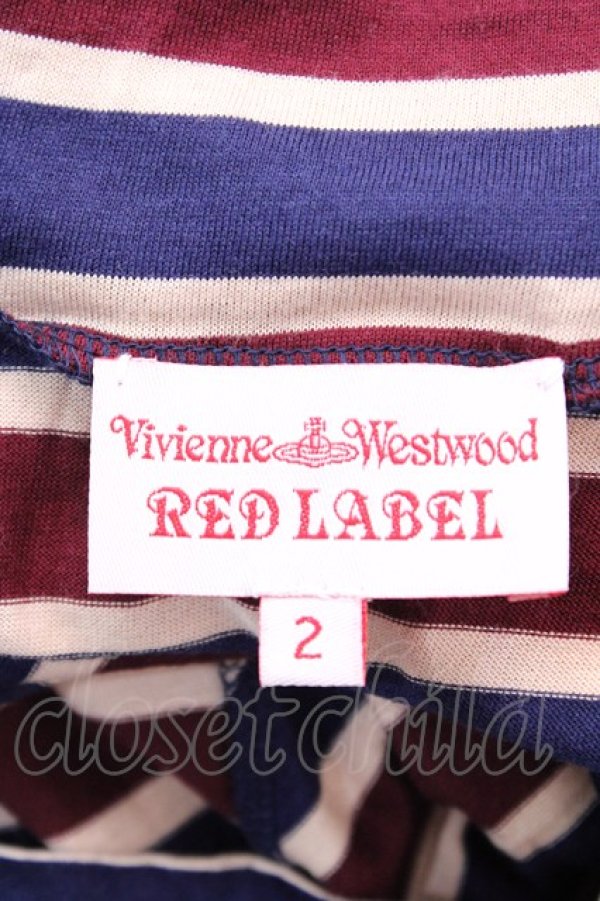 Vivienne Westwood
RED LABEL
2
closetchild